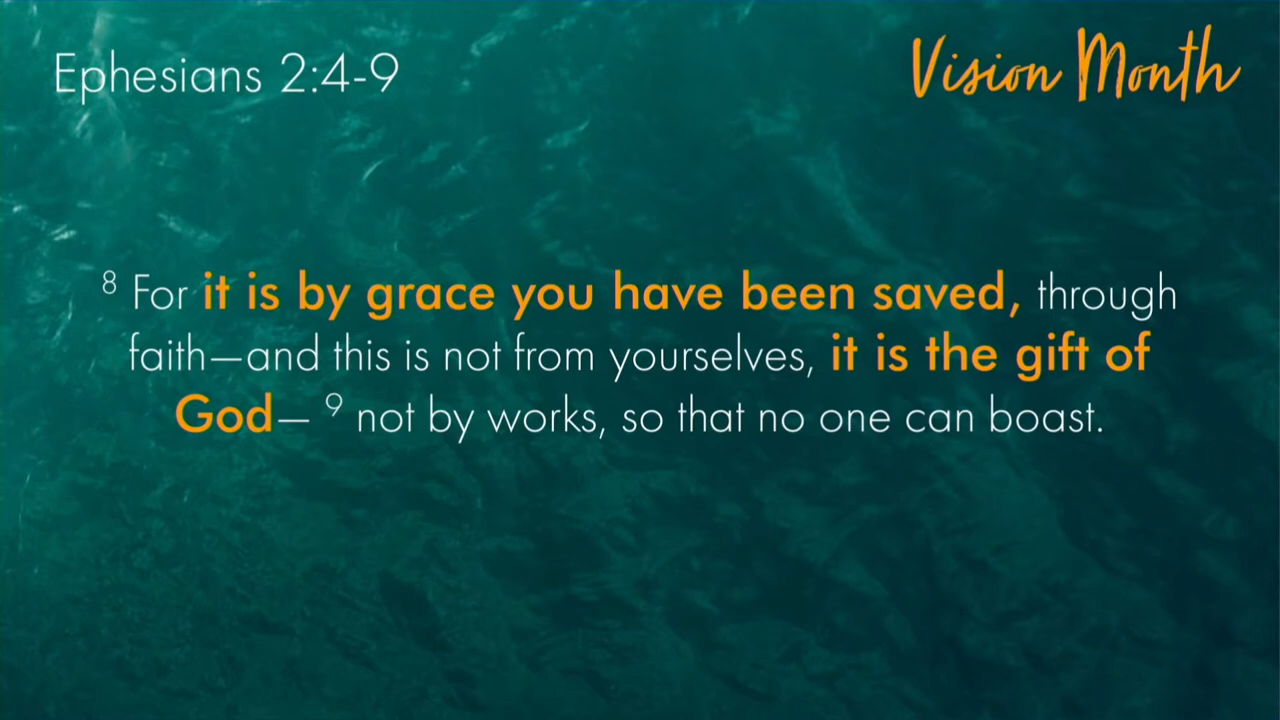 Ephesians 2:4-9
Vision Month
8 For it is by grace you have been saved, through
faith—and this is not from yourselves, it is the gift of
God— 9 not by works, so that no one can boast.